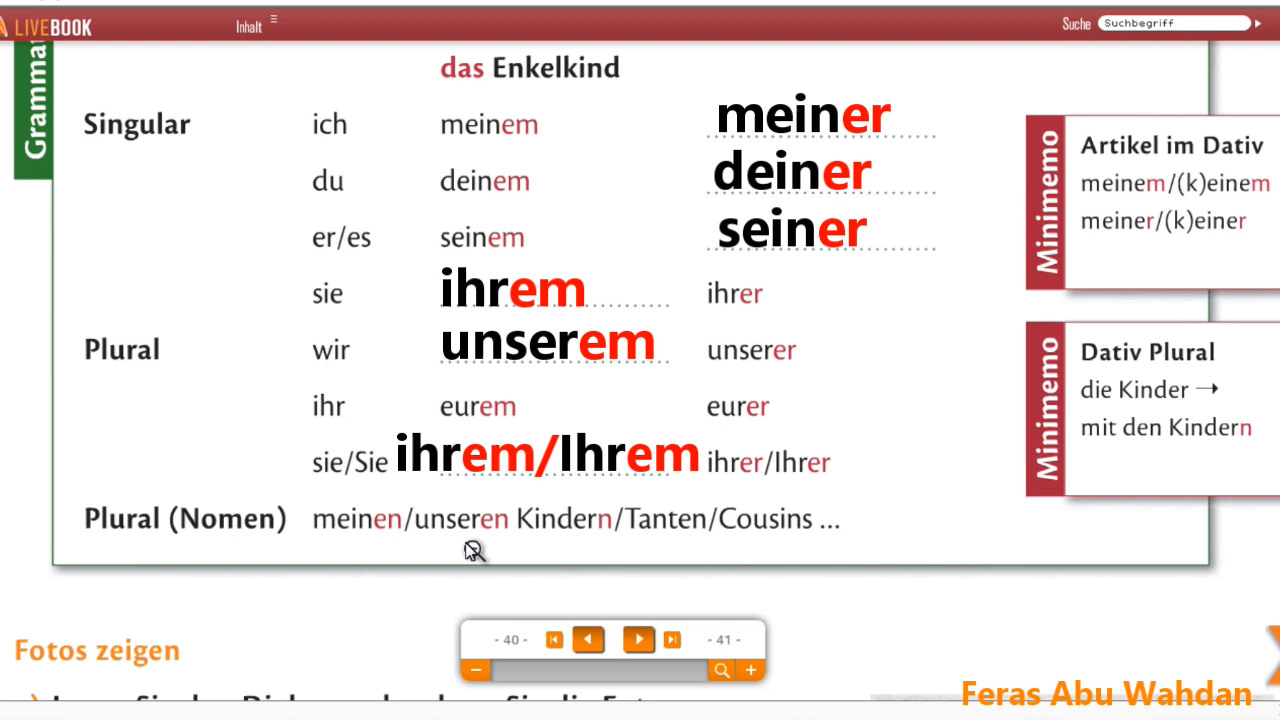 LIVEBOOK Inhalt Suche Suchbegriff
Grammat
das Enkelkind
Singular ich meinem meiner
du deinem deiner
er/es seinem seiner
sie ihrem ihrer
Plural wir unserem unserer
ihr eurem eurer
sie/Sie ihrem/Ihrem ihrer/Ihrer
Plural (Nomen) meinen/unseren Kindern/Tanten/Cousins ...
Minimemo
Artikel im Dativ
meinem/(k)einem
meiner/(k)einer
Minimemo
Dativ Plural
die Kinder →
mit den Kindern
- 40 - - 41 -
Fotos zeigen
Feras Abu Wahdan